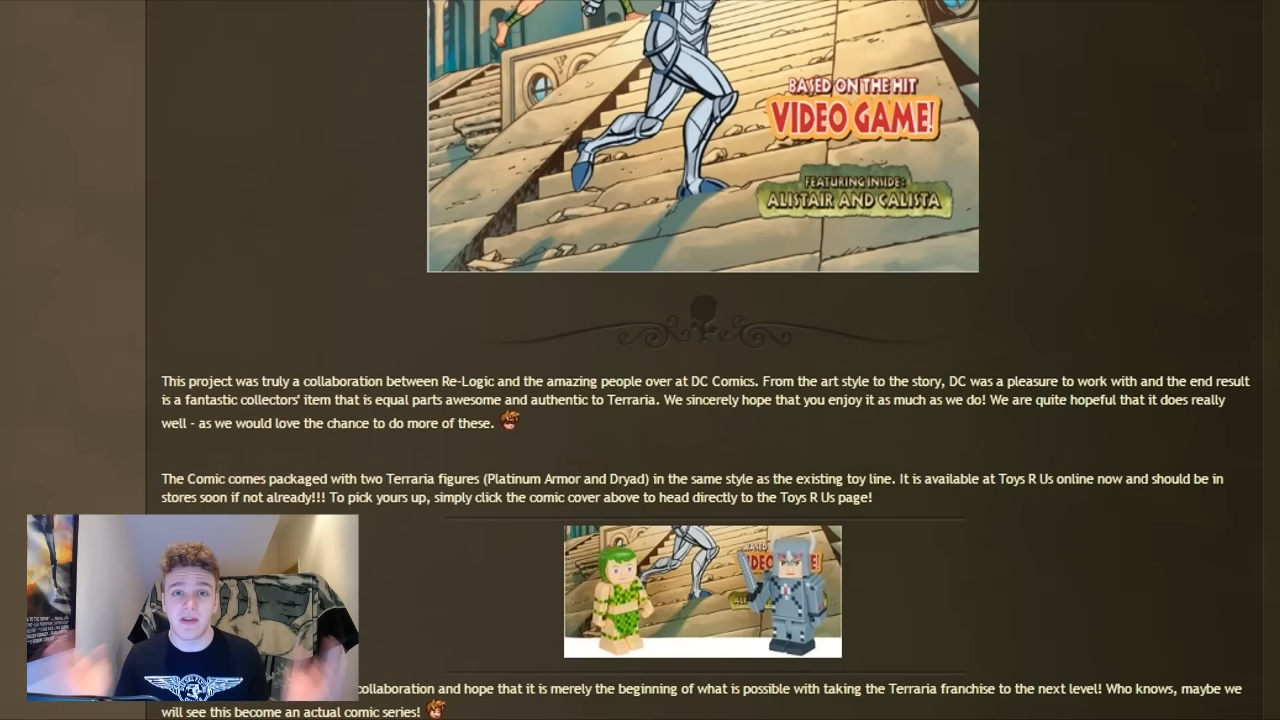 BASED ON THE HIT
VIDEO GAME!
FEATURING INSIDE:
ALISTAIR AND CALISTA
This project was truly a collaboration between Re-Logic and the amazing people over at DC Comics. From the art style to the story, DC was a pleasure to work with and the end result
is a fantastic collectors' item that is equal parts awesome and authentic to Terraria. We sincerely hope that you enjoy it as much as we do! We are quite hopeful that it does really
well - as we would love the chance to do more of these.
The Comic comes packaged with two Terraria figures (Platinum Armor and Dryad) in the same style as the existing toy line. It is available at Toys R Us online now and should be in
stores soon if not already!!! To pick yours up, simply click the comic cover above to head directly to the Toys R Us page!
collaboration and hope that it is merely the beginning of what is possible with taking the Terraria franchise to the next level! Who knows, maybe we
will see this become an actual comic series!